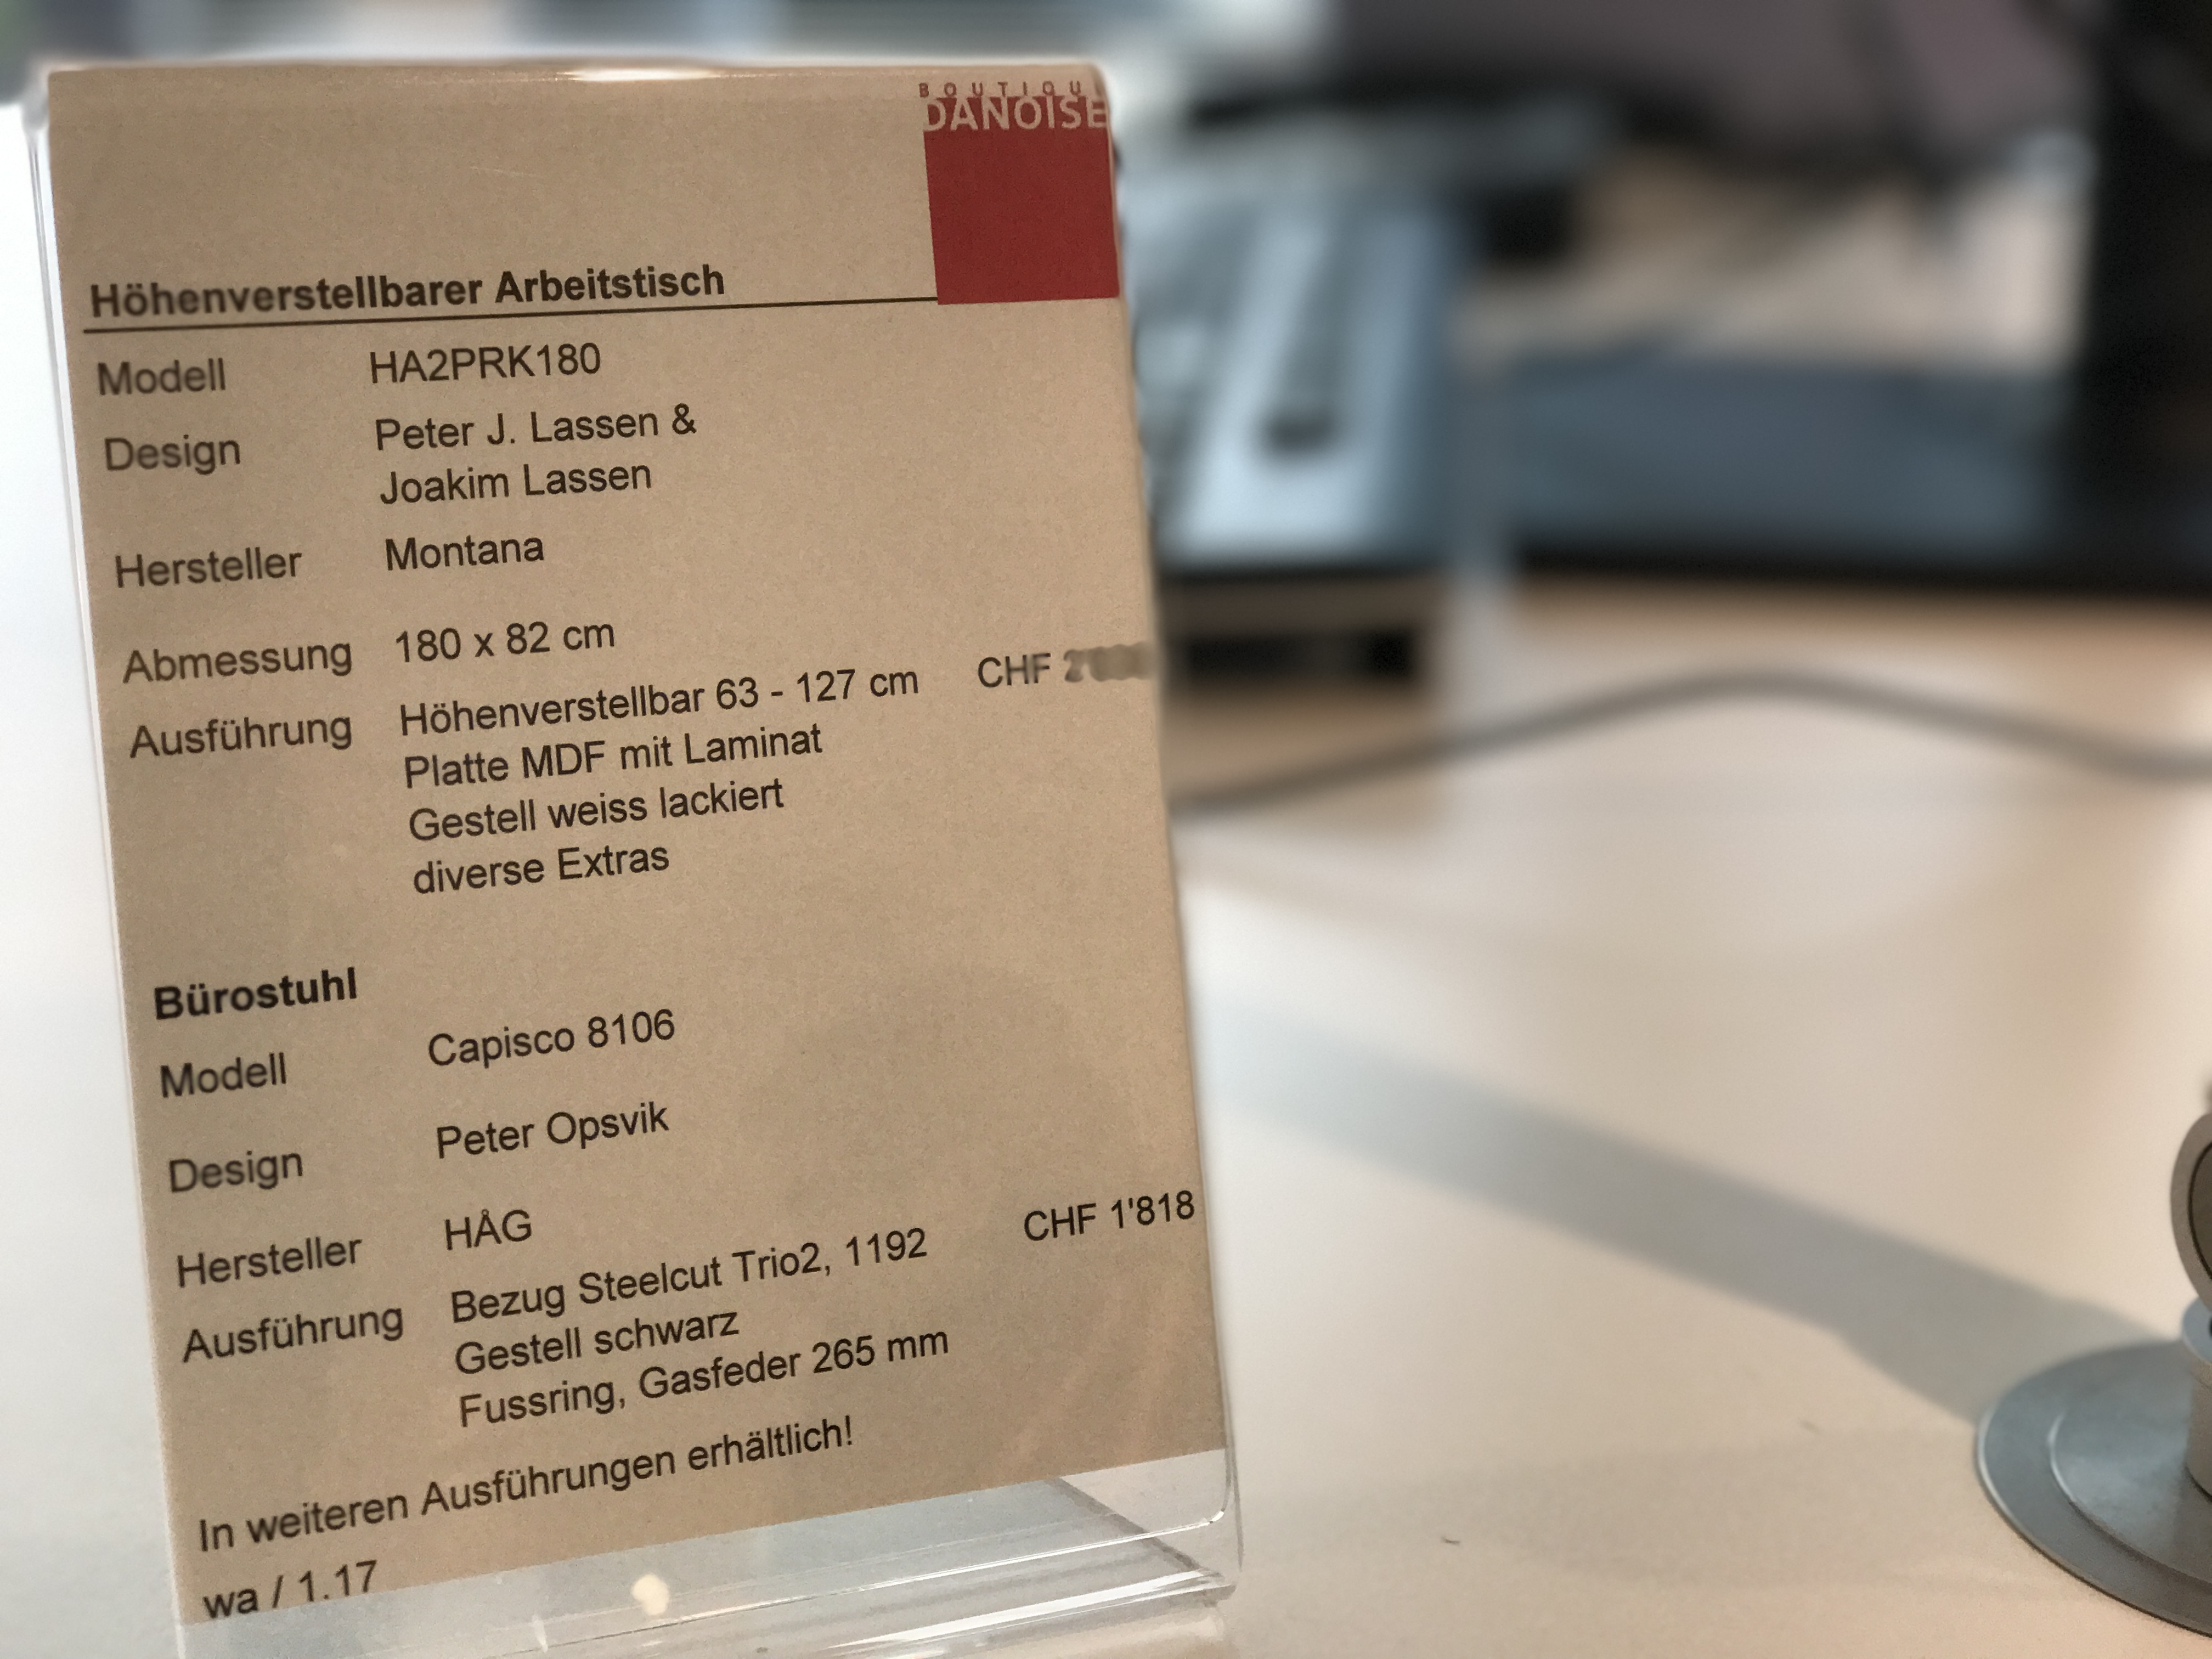 BOUTIQU
DANOISE
Höhenverstellbarer Arbeitstisch
Modell HA2PRK180
Design Peter J. Lassen &
Joakim Lassen
Hersteller Montana
Abmessung 180 x 82 cm
Ausführung Höhenverstellbar 63 - 127 cm CHF
Platte MDF mit Laminat
Gestell weiss lackiert
diverse Extras
Bürostuhl
Modell Capisco 8106
Design Peter Opsvik
Hersteller HÅG
Ausführung Bezug Steelcut Trio2, 1192 CHF 1'818
Gestell schwarz
Fussring, Gasfeder 265 mm
In weiteren Ausführungen erhältlich!
wa / 1.17